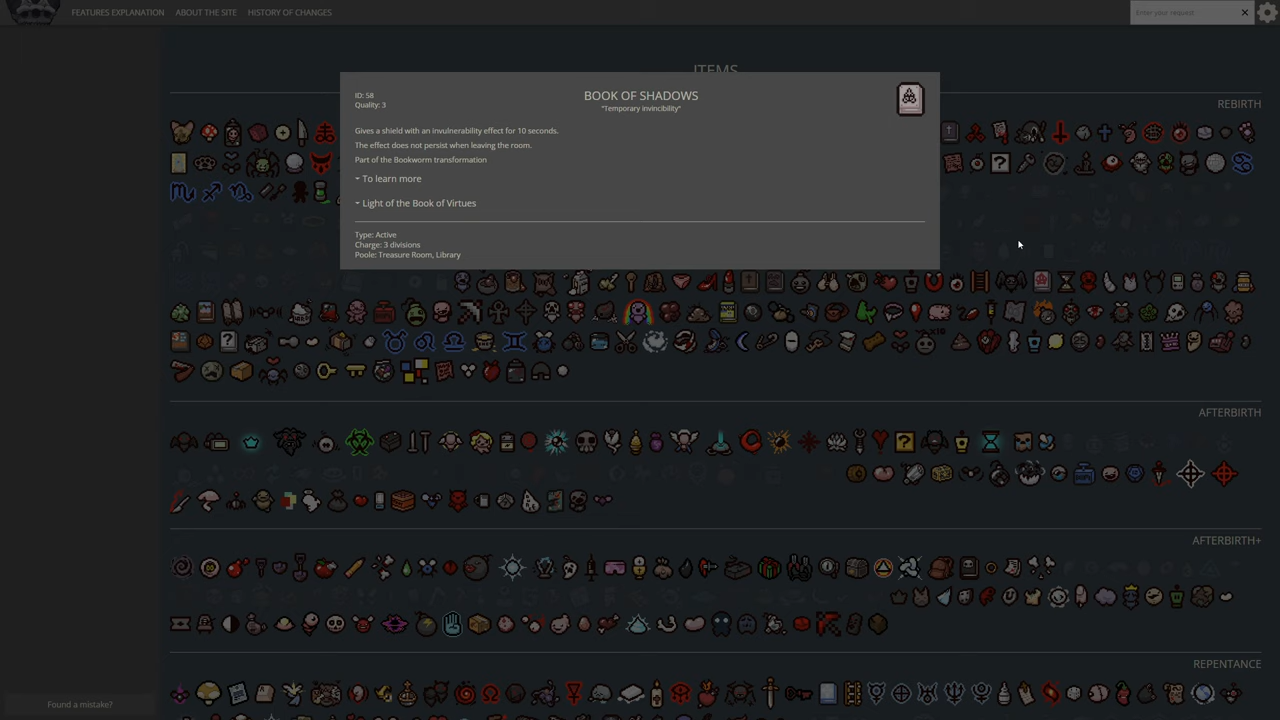 FEATURES EXPLANATION
ABOUT THE SITE
HISTORY OF CHANGES
Enter your request
ITEMS
REBIRTH
ID: 58
Quality: 3
BOOK OF SHADOWS
"Temporary invincibility"
Gives a shield with an invulnerability effect for 10 seconds.
The effect does not persist when leaving the room.
Part of the Bookworm transformation
To learn more
Light of the Book of Virtues
Type: Active
Charge: 3 divisions
Poole: Treasure Room, Library
AFTERBIRTH
AFTERBIRTH+
REPENTANCE
Found a mistake?